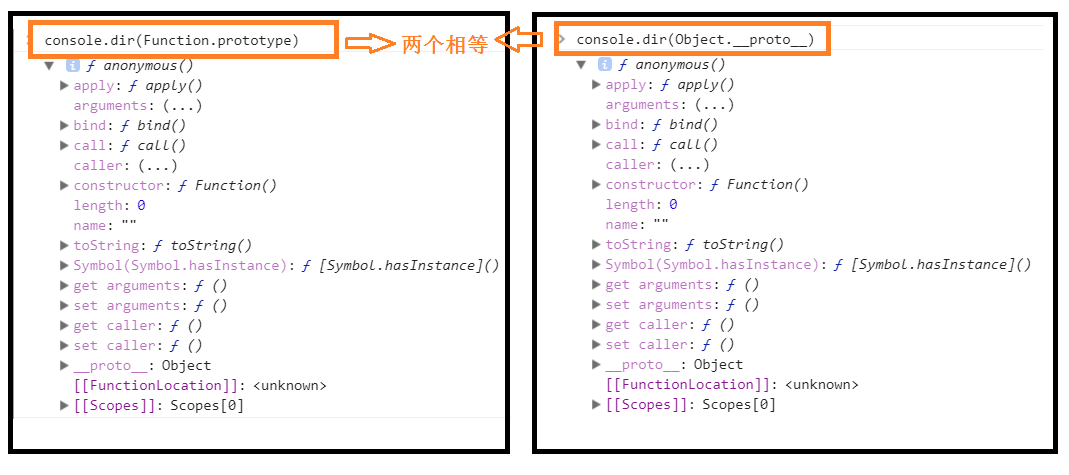 console.dir(Function.prototype)
ƒ anonymous()
apply: ƒ apply()
arguments: (...)
bind: ƒ bind()
call: ƒ call()
caller: (...)
constructor: ƒ Function()
length: 0
name: ""
toString: ƒ toString()
Symbol(Symbol.hasInstance): ƒ [Symbol.hasInstance]()
get arguments: ƒ ()
set arguments: ƒ ()
get caller: ƒ ()
set caller: ƒ ()
__proto__: Object
[[FunctionLocation]]: <unknown>
[[Scopes]]: Scopes[0]
两个相等
console.dir(Object.__proto__)
ƒ anonymous()
apply: ƒ apply()
arguments: (...)
bind: ƒ bind()
call: ƒ call()
caller: (...)
constructor: ƒ Function()
length: 0
name: ""
toString: ƒ toString()
Symbol(Symbol.hasInstance): ƒ [Symbol.hasInstance]()
get arguments: ƒ ()
set arguments: ƒ ()
get caller: ƒ ()
set caller: ƒ ()
__proto__: Object
[[FunctionLocation]]: <unknown>
[[Scopes]]: Scopes[0]